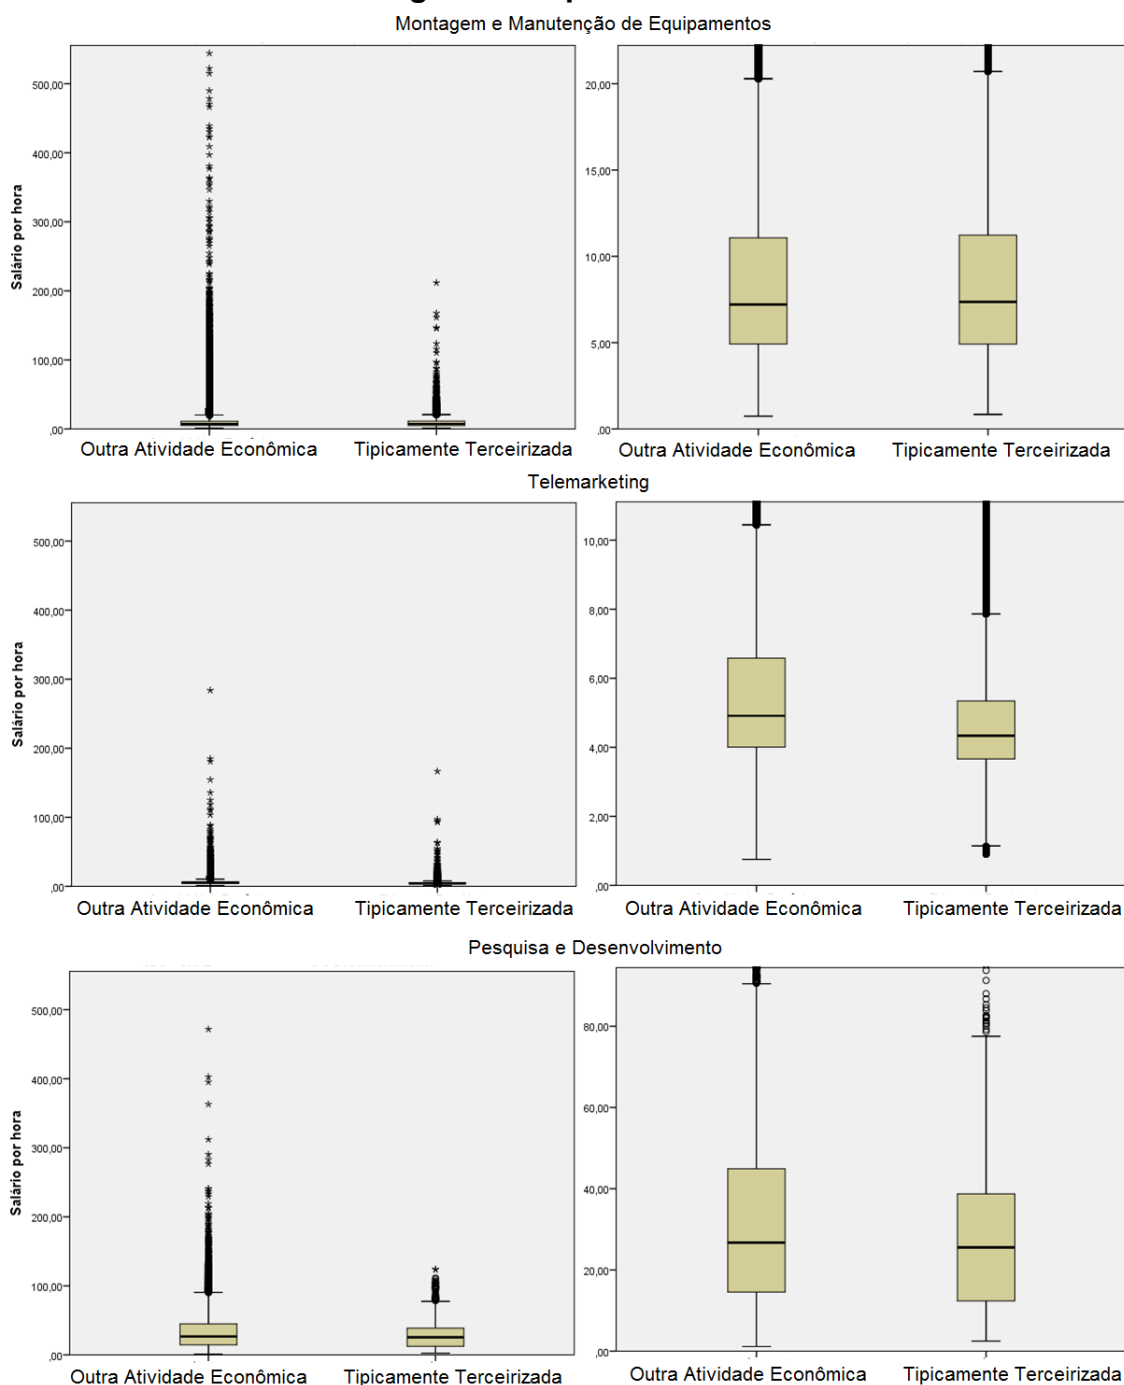 Montagem e Manutenção de Equipamentos
Salário por hora
500,00
400,00
300,00
200,00
100,00
,00
Outra Atividade Econômica
Tipicamente Terceirizada
20,00
15,00
10,00
5,00
,00
Outra Atividade Econômica
Tipicamente Terceirizada
Telemarketing
Salário por hora
500,00
400,00
300,00
200,00
100,00
,00
Outra Atividade Econômica
Tipicamente Terceirizada
10,00
8,00
6,00
4,00
2,00
,00
Outra Atividade Econômica
Tipicamente Terceirizada
Pesquisa e Desenvolvimento
Salário por hora
500,00
400,00
300,00
200,00
100,00
,00
Outra Atividade Econômica
Tipicamente Terceirizada
80,00
60,00
40,00
20,00
,00
Outra Atividade Econômica
Tipicamente Terceirizada